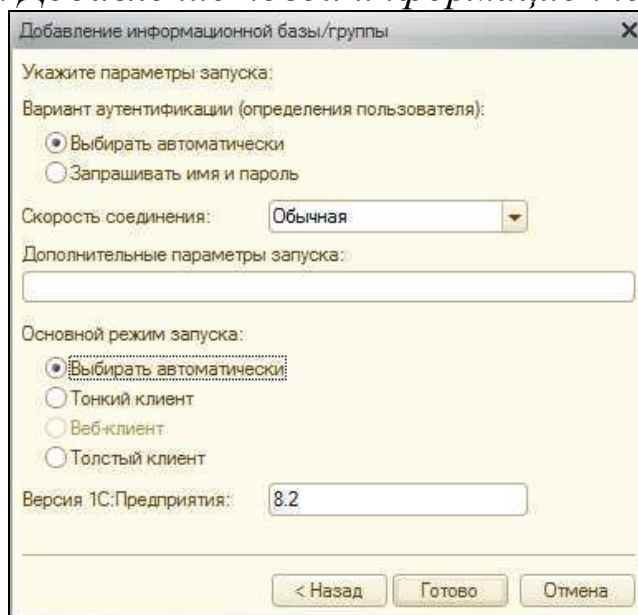 Добавление информационной базы/группы
Укажите параметры запуска:
Вариант аутентификации (определения пользователя):
Выбирать автоматически
Запрашивать имя и пароль
Скорость соединения: Обычная
Дополнительные параметры запуска:
Основной режим запуска:
Выбирать автоматически
Тонкий клиент
Веб-клиент
Толстый клиент
Версия 1С:Предприятия: 8.2
< Назад Готово Отмена